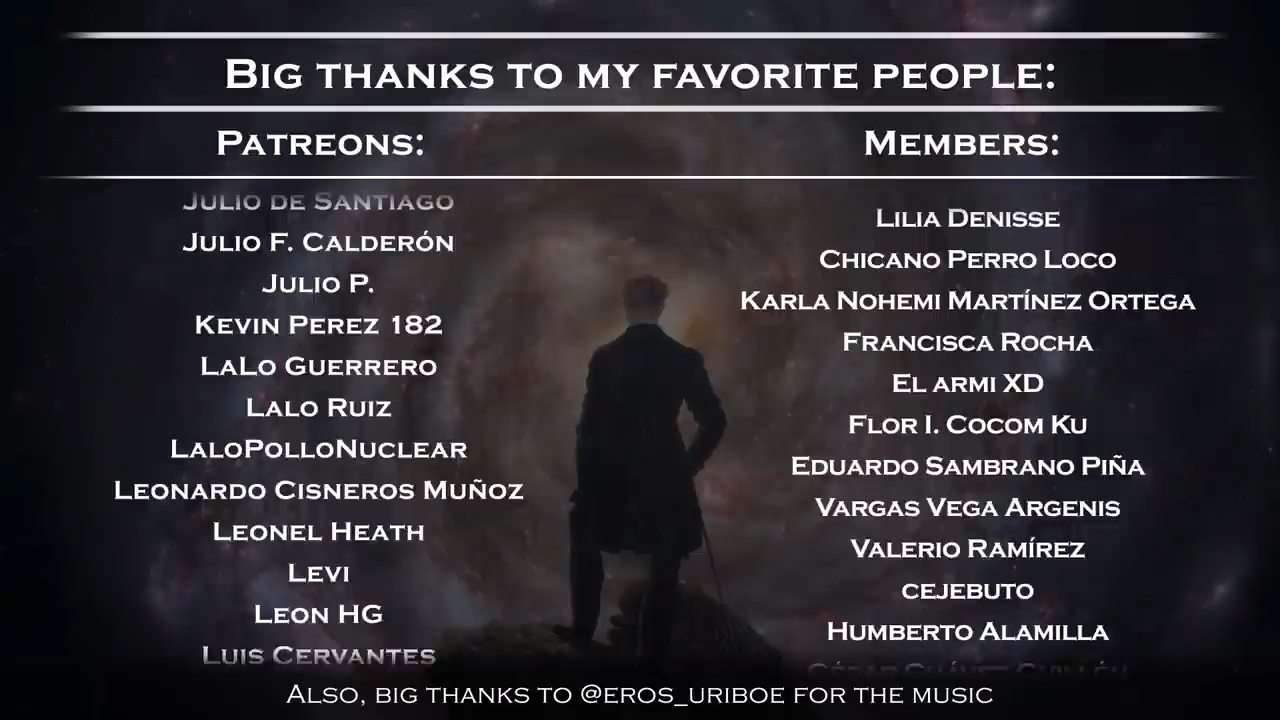 BIG THANKS TO MY FAVORITE PEOPLE:
PATREONS:
JULIO DE SANTIAGO
JULIO F. CALDERÓN
JULIO P.
KEVIN PEREZ 182
LALO GUERRERO
LALO RUIZ
LALOPOLLONUCLEAR
LEONARDO CISNEROS MUÑOZ
LEONEL HEATH
LEVI
LEON HG
LUIS CERVANTES
MEMBERS:
LILIA DENISSE
CHICANO PERRO LOCO
KARLA NOHEMI MARTÍNEZ ORTEGA
FRANCISCA ROCHA
EL ARMI XD
FLOR I. COCOM KU
EDUARDO SAMBRANO PIÑA
VARGAS VEGA ARGENIS
VALERIO RAMÍREZ
CEJEBUTO
HUMBERTO ALAMILLA
ALSO, BIG THANKS TO @EROS_URIBOE FOR THE MUSIC